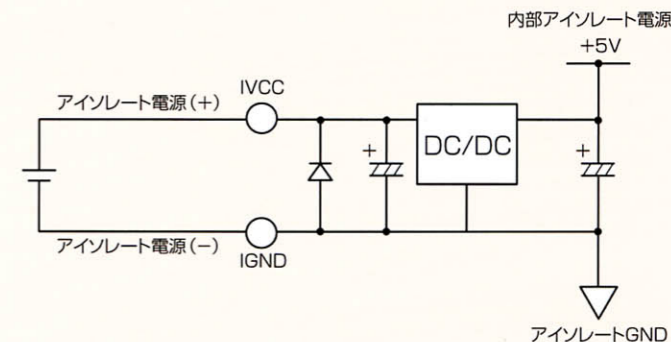 内部アイソレート電源
+5V
アイソレート電源(+)
IVCC
DC/DC
+
+
アイソレート電源(−)
IGND
アイソレートGND